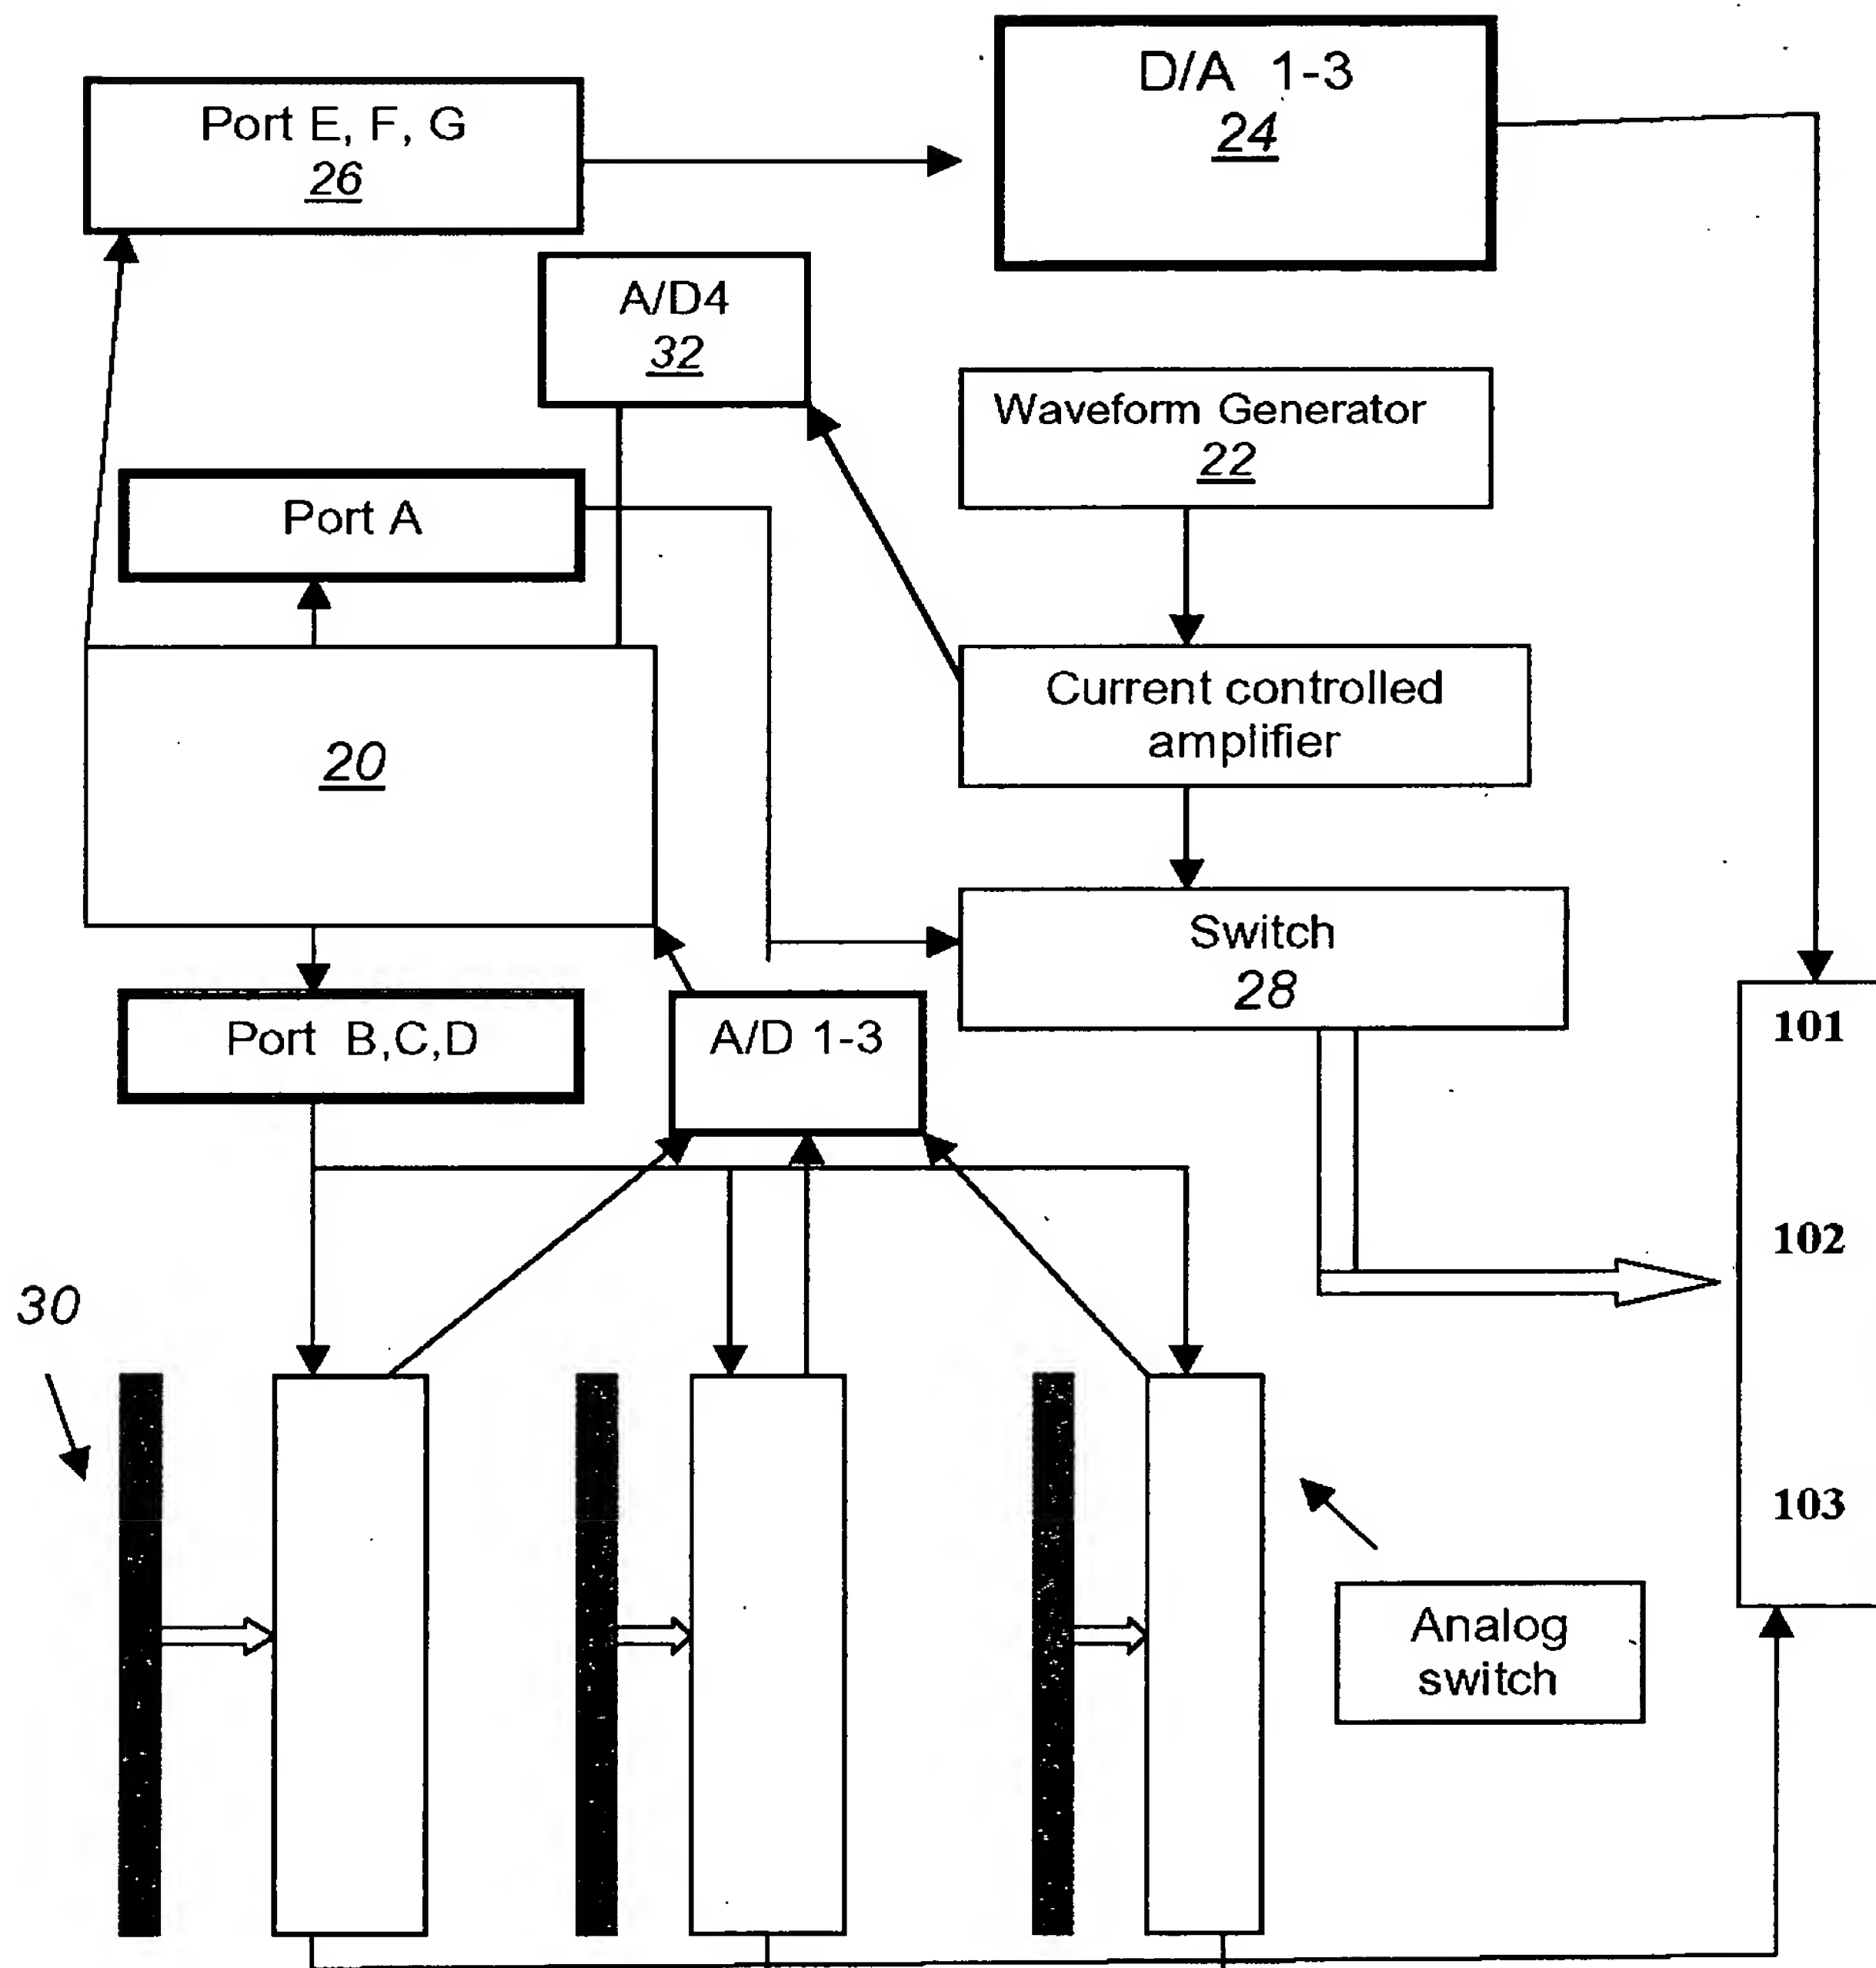 D/A 1-3
24
Port E, F, G
26
A/D4
32
Waveform Generator
22
Port A
Current controlled
amplifier
20
Switch
28
Port B,C,D
A/D 1-3
101
102
30
103
Analog
switch